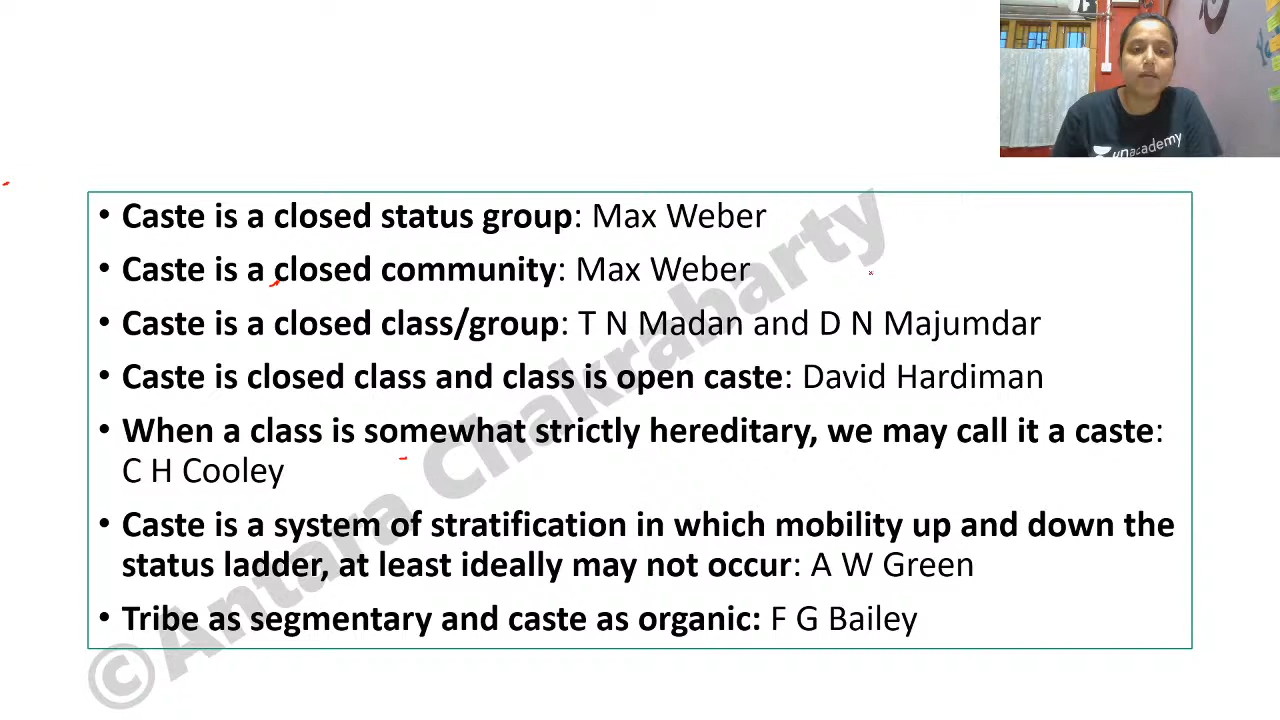 unacademy
• Caste is a closed status group: Max Weber
• Caste is a closed community: Max Weber
• Caste is a closed class/group: T N Madan and D N Majumdar
• Caste is closed class and class is open caste: David Hardiman
• When a class is somewhat strictly hereditary, we may call it a caste:
C H Cooley
• Caste is a system of stratification in which mobility up and down the
status ladder, at least ideally may not occur: A W Green
• Tribe as segmentary and caste as organic: F G Bailey
©Antara Chakrabarty